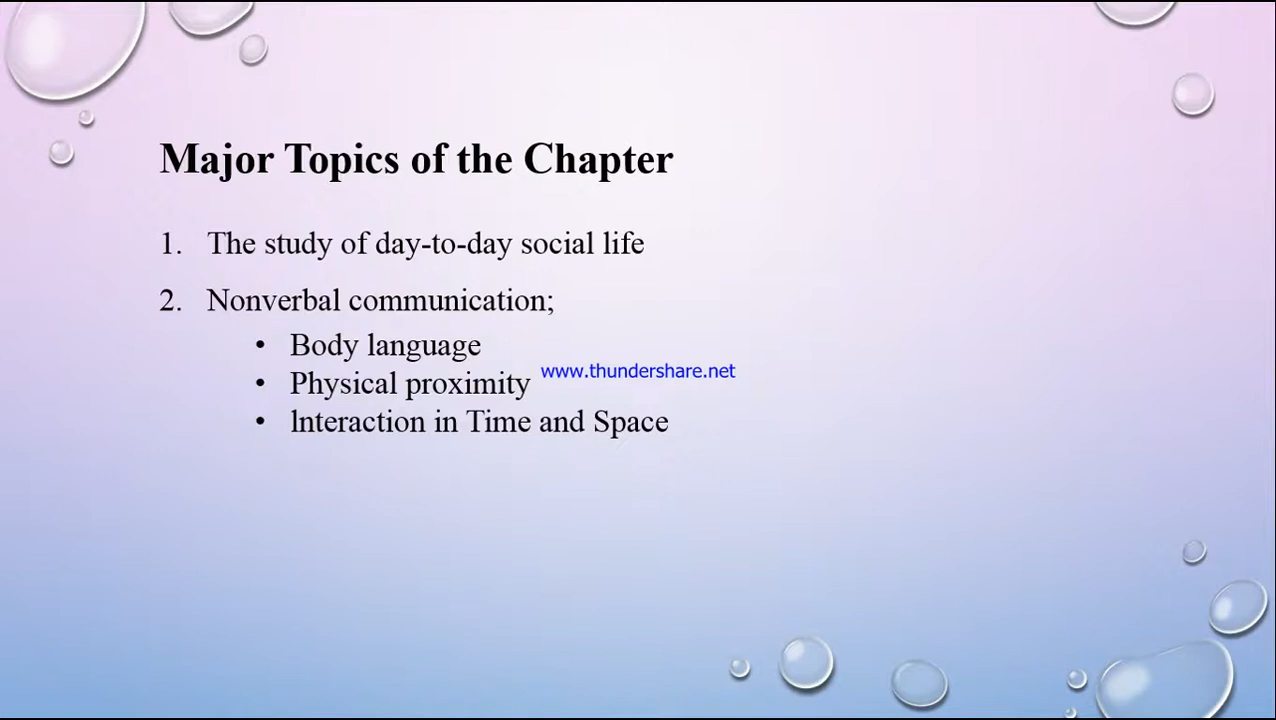 Major Topics of the Chapter
1. The study of day-to-day social life
2. Nonverbal communication;
• Body language
• Physical proximity
www.thundershare.net
• Interaction in Time and Space